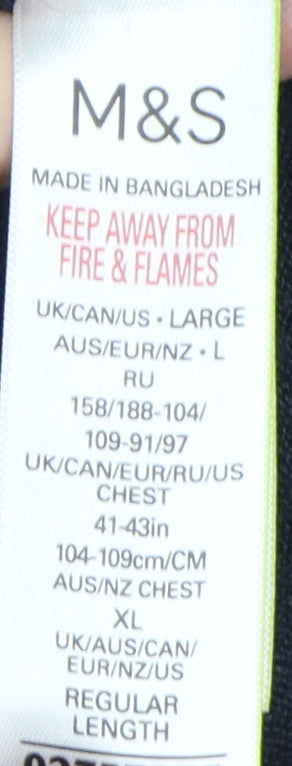 M&S
MADE IN BANGLADESH
KEEP AWAY FROM
FIRE & FLAMES
UK/CAN/US • LARGE
AUS/EUR/NZ • L
RU
158/188-104/
109-91/97
UK/CAN/EUR/RU/US
CHEST
41-43in
104-109cm/CM
AUS/NZ CHEST
XL
UK/AUS/CAN/
EUR/NZ/US
REGULAR
LENGTH